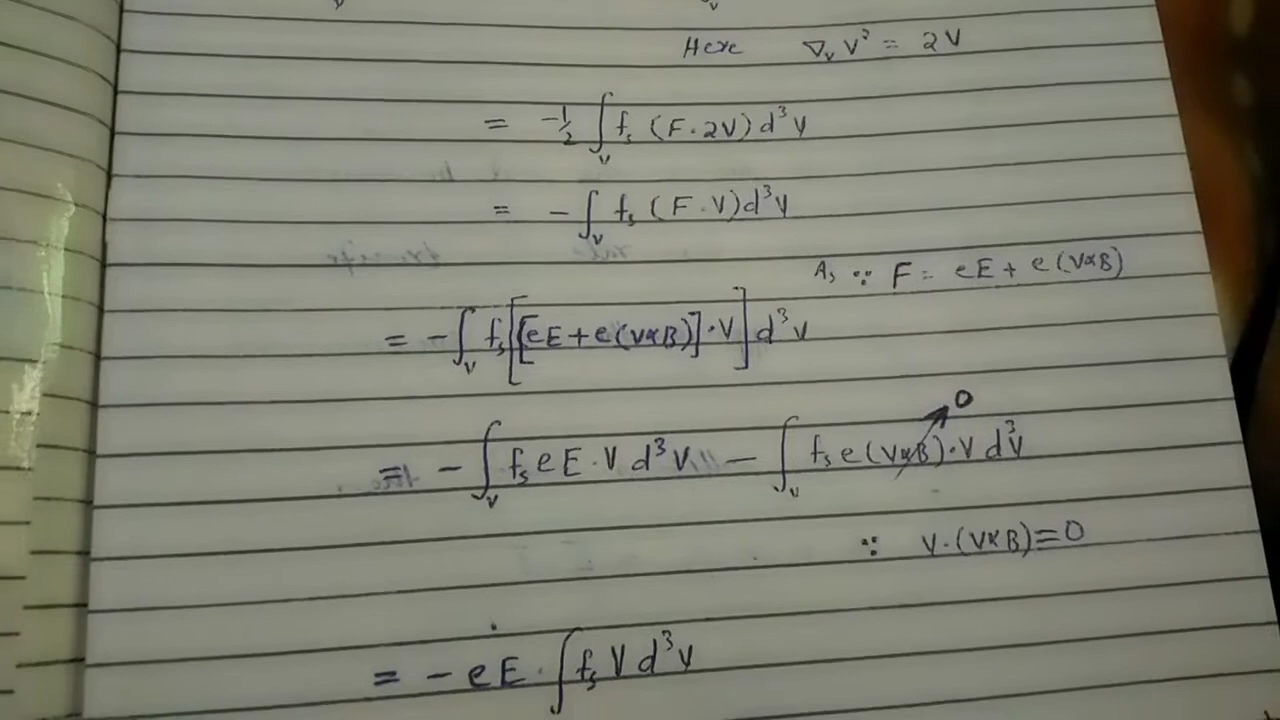 Here ∇ᵥ V² = 2V
= -1/2 ∫ᵥ fₛ (F · 2V) d³V
= - ∫ᵥ fₛ (F · V) d³V
As ∵ F = eE + e(V×B)
= - ∫ᵥ fₛ [[eE + e(V×B)] · V] d³V
= - ∫ᵥ fₛ eE · V d³V - ∫ᵥ fₛ e(V×B) · V d³V 0
∵ V · (V×B) ≡ 0
= - eE · ∫ fₛ V d³V